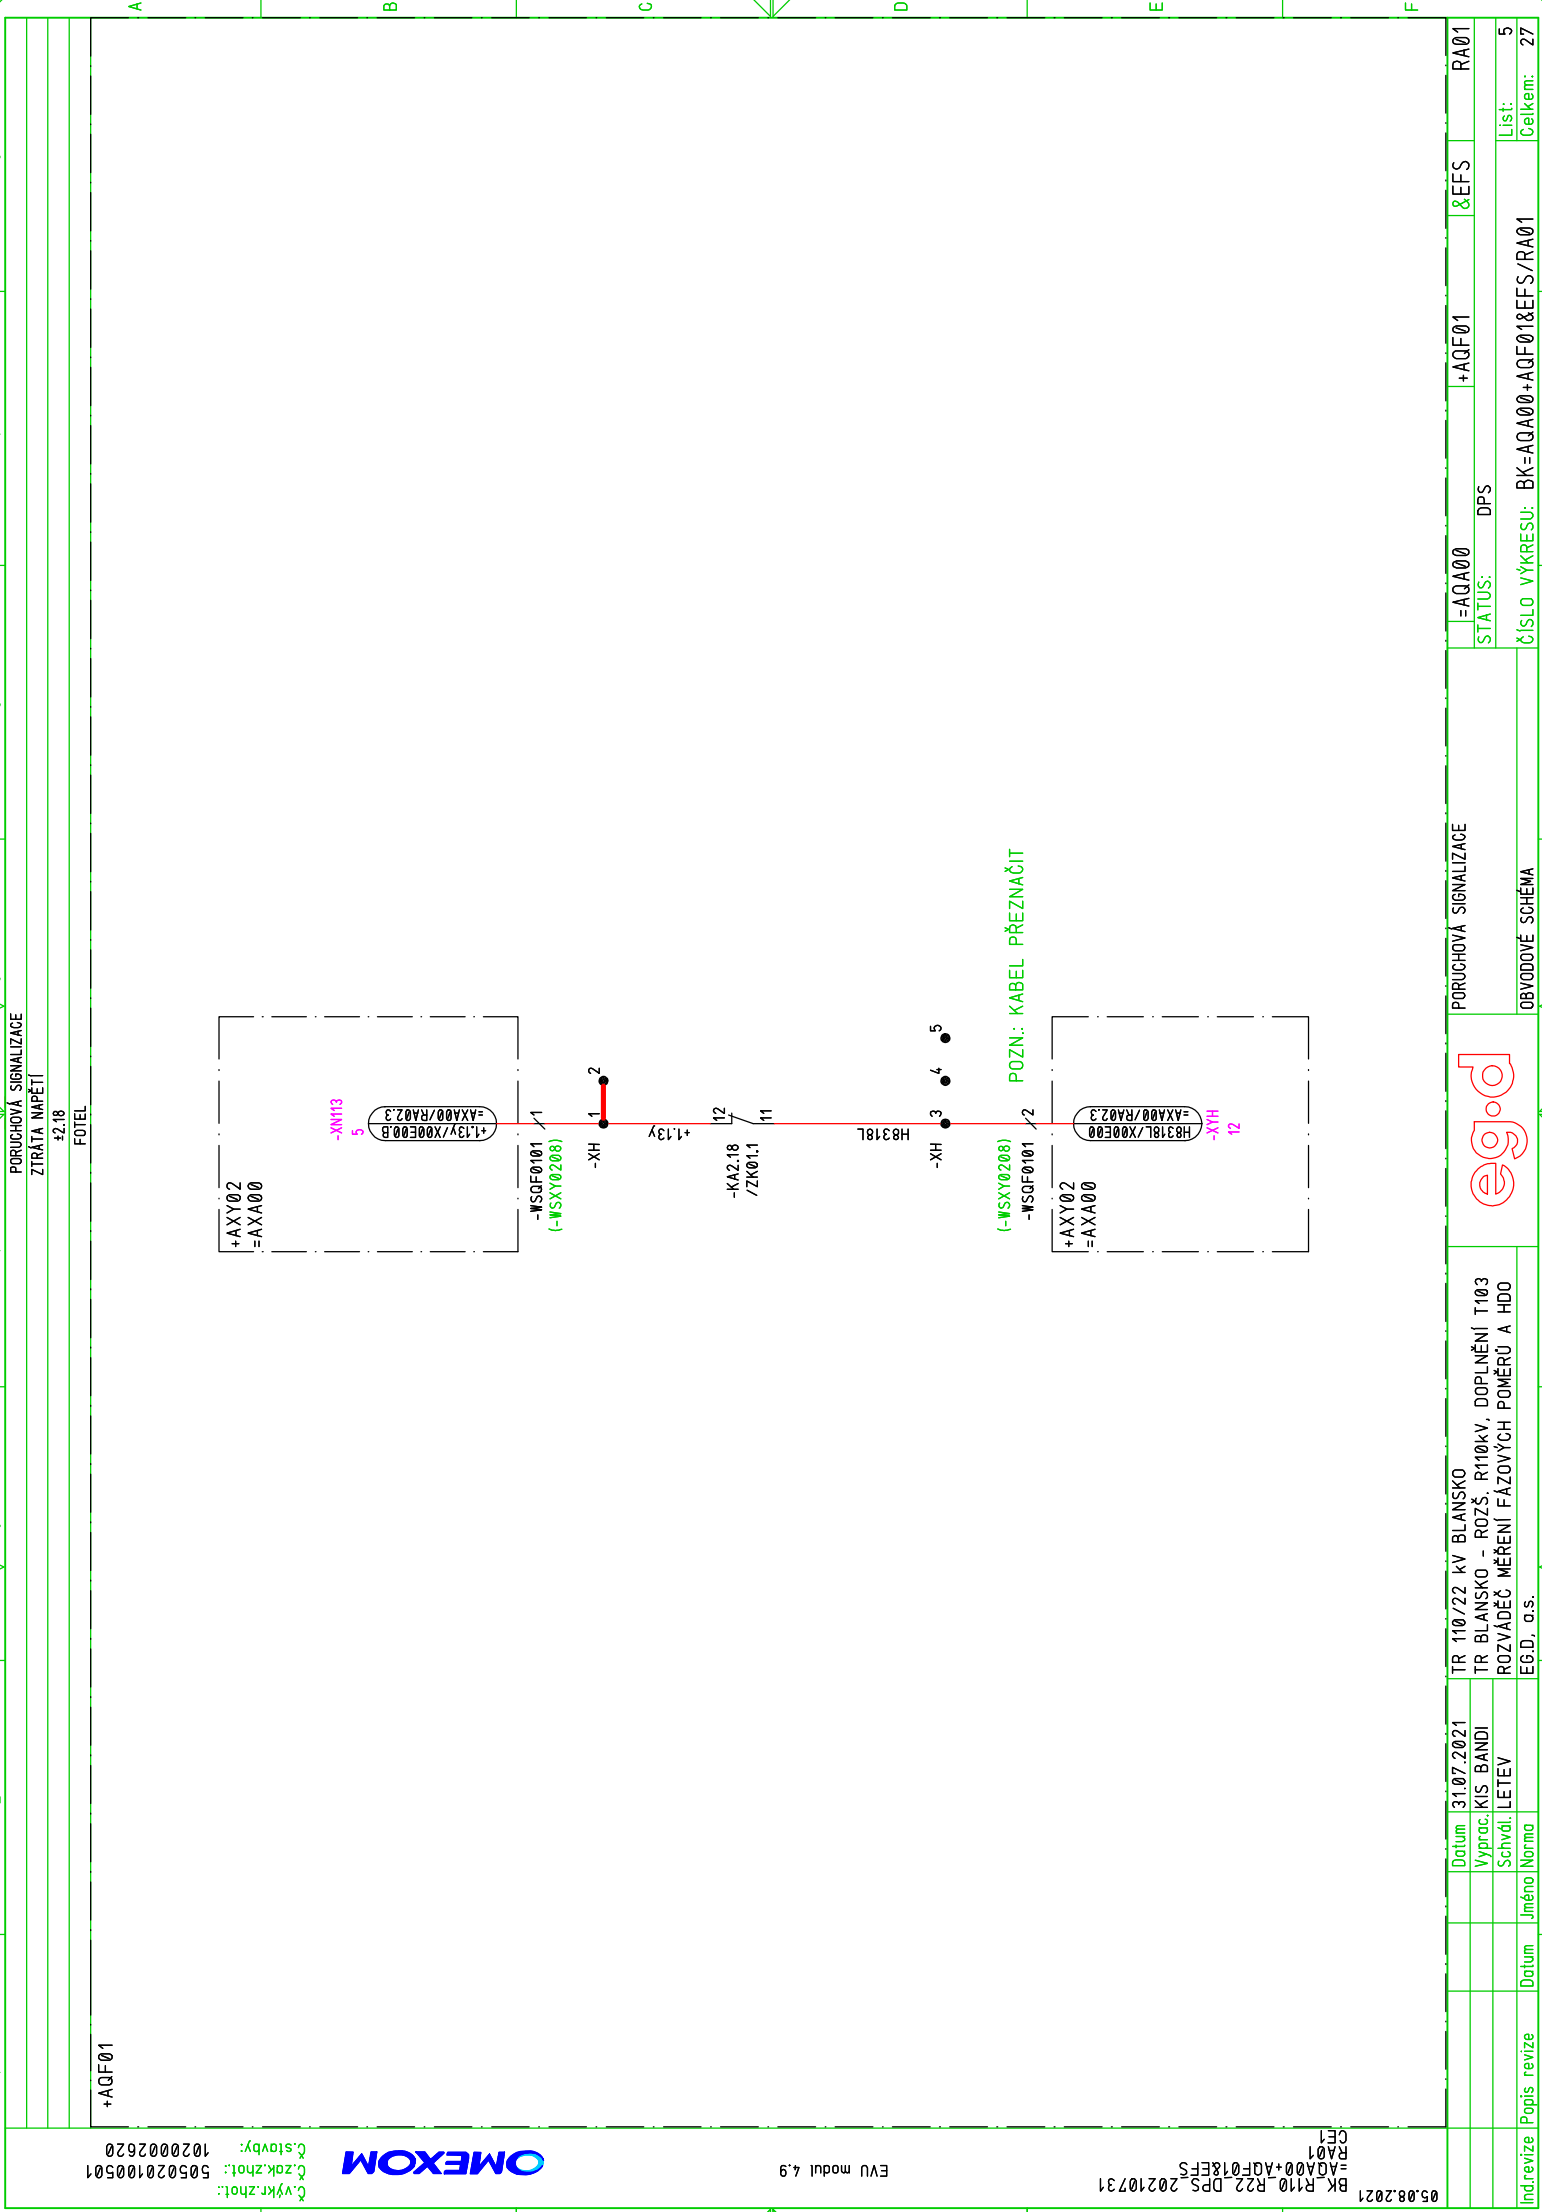 PORUCHOVÁ SIGNALIZACE
ZTRÁTA NAPĚTÍ
±2.18
FOTEL
A
B
C
D
E
F
+AQF01
+AXY02
=AXA00
-XN113
5
+1.13y/X00E00.B
=AXA00/RA02.3
-WSQF0101
1
(-WSXY0208)
-XH
1
2
+1.13y
12
-KA2.18
/ZK01.1
11
H8318L
-XH
3
4
5
(-WSXY0208)
-WSQF0101
2
POZN.: KABEL PŘEZNAČIT
+AXY02
=AXA00
H8318L/X00E00
=AXA00/RA02.3
-XYH
12
Č.výkr.zhot.:
Č.zak.zhot.: 505020100501
Č.stavby: 1020002620
OMEXOM
EVU modul 4.9
BK_R110_R22_DPS_20210731
=AQA00+AQF01&EFS
RA01
CE1
05.08.2021
Ind.revize
Popis revize
Datum
Jméno
Norma
Datum 31.07.2021
Vyprac. KIS BANDI
Schvál. LETEV
TR 110/22 kV BLANSKO
TR BLANSKO - ROZŠ. R110kV, DOPLNĚNÍ T103
ROZVÁDĚČ MĚŘENÍ FÁZOVÝCH POMĚRŮ A HDO
EG.D, a.s.
eg.d
PORUCHOVÁ SIGNALIZACE
OBVODOVÉ SCHÉMA
=AQA00
+AQF01
&EFS
RA01
STATUS: DPS
List: 5
ČÍSLO VÝKRESU: BK=AQA00+AQF01&EFS/RA01
Celkem: 27